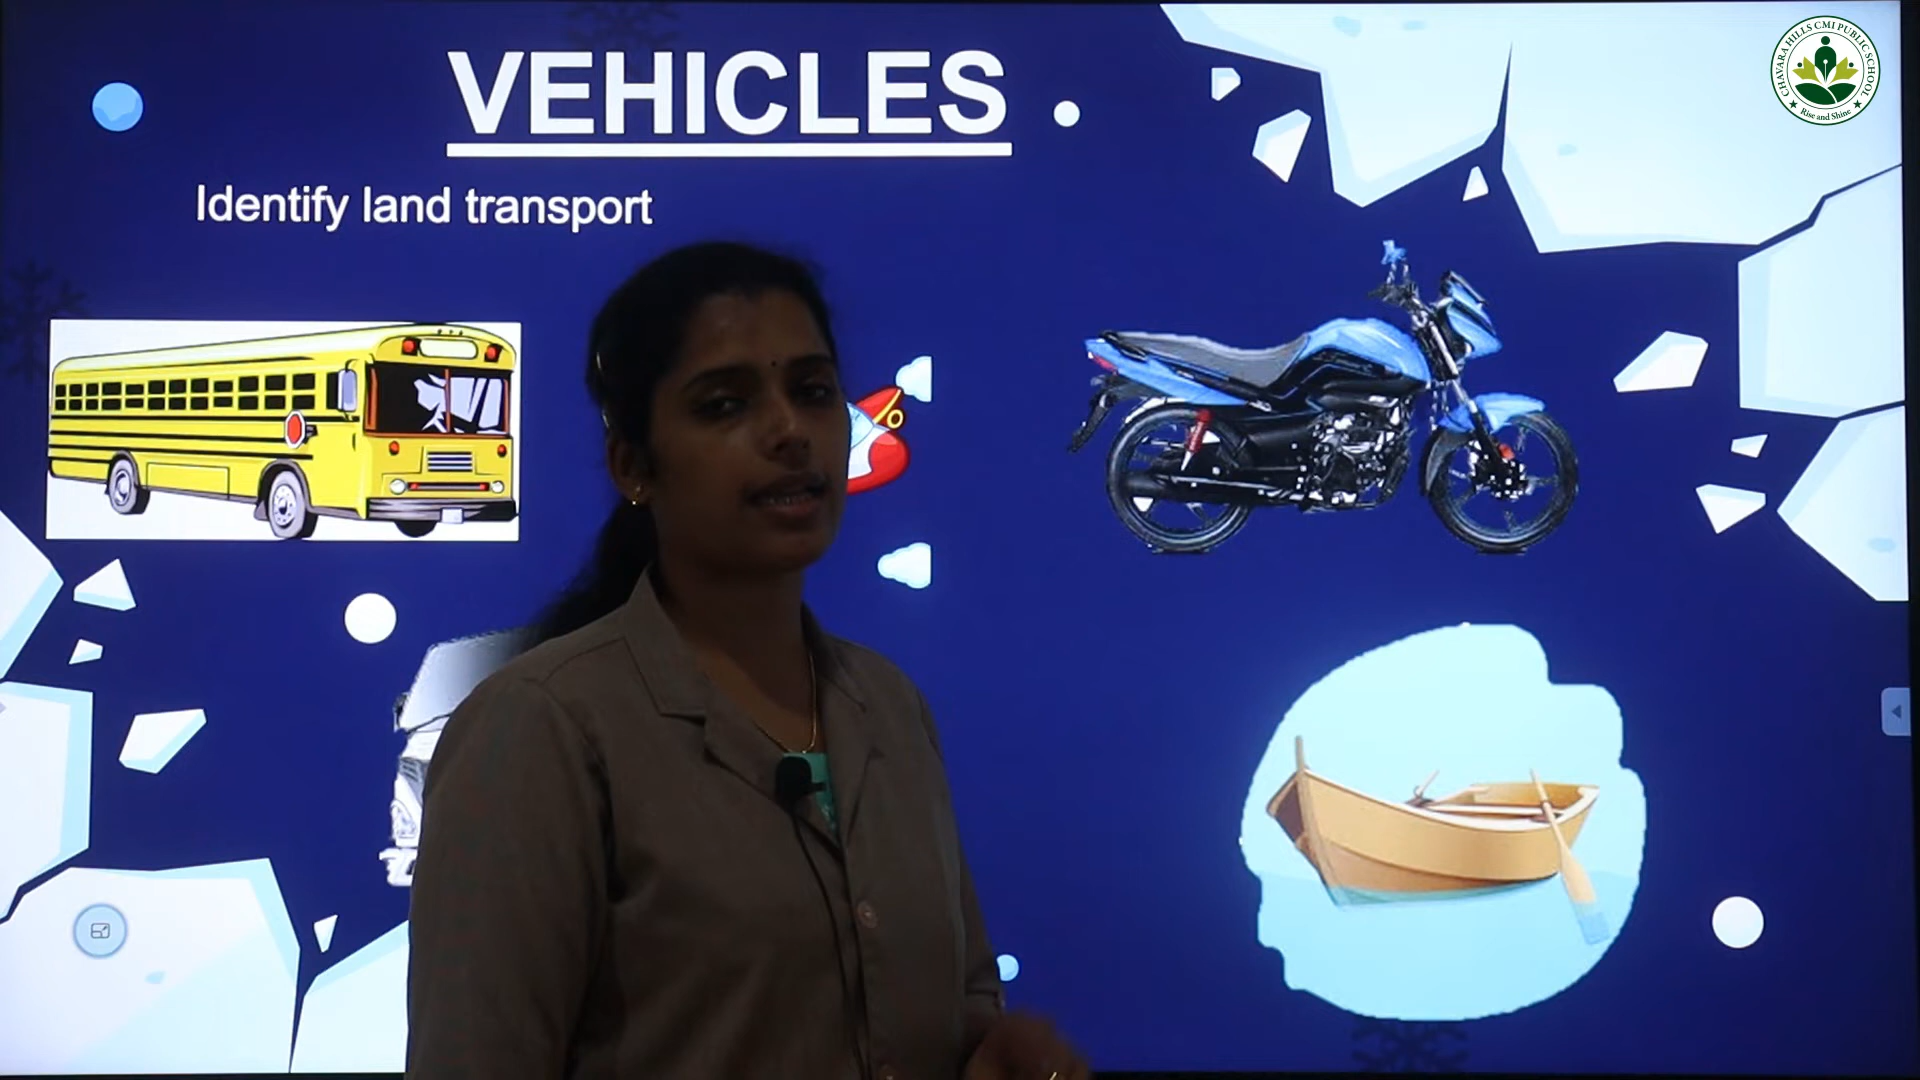 VEHICLES
Identify land transport
CHAVARA HILLS CMI PUBLIC SCHOOL
Rise and Shine